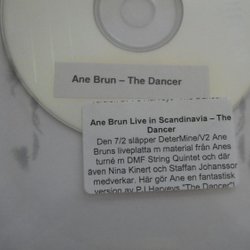 Ane Brun – The Dancer
Ane Brun Live in Scandinavia – The
Dancer
Den 7/2 släpper DeterMine/V2 Ane
Bruns liveplatta m material från Anes
turné m DMF String Quintet och där
även Nina Kinert och Staffan Johansson
medverkar. Här gör Ane en fantastisk
version av PJ Harveys "The Dancer"!